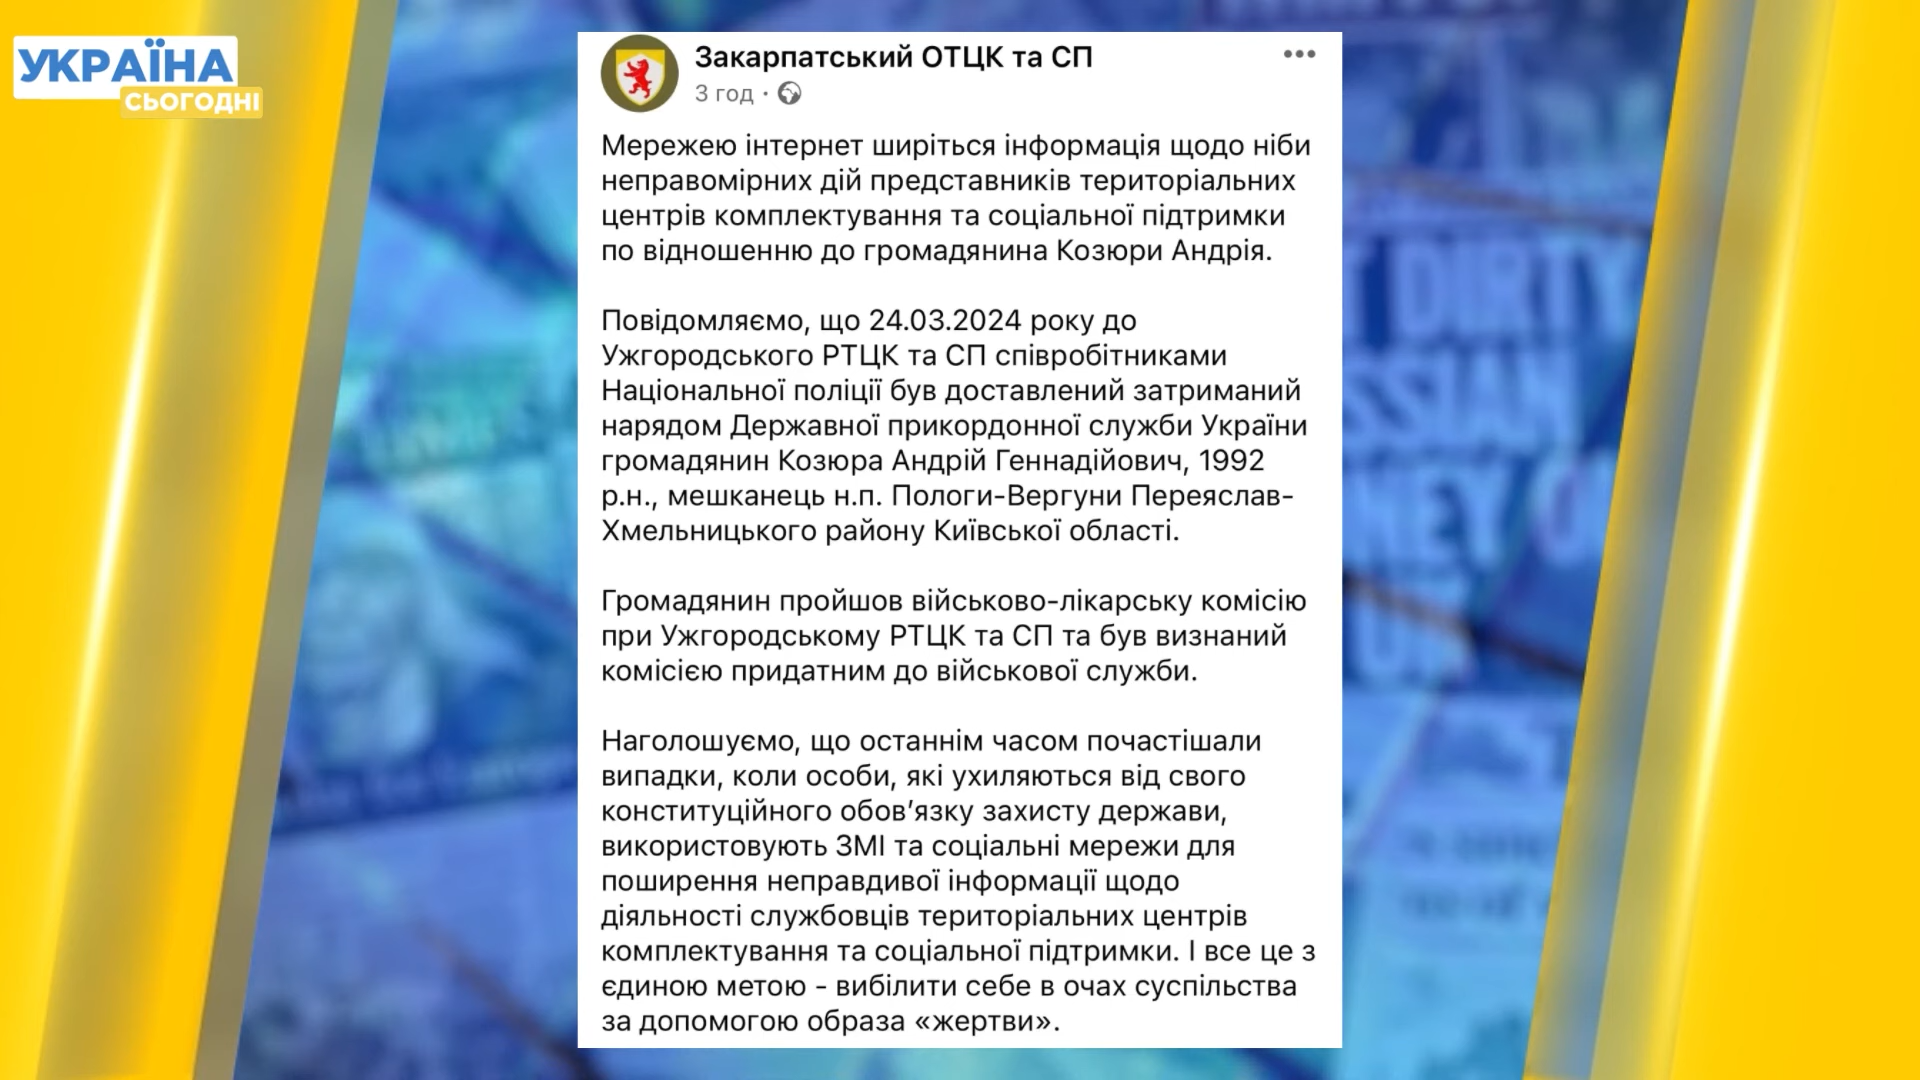 УКРАЇНА
СЬОГОДНІ
Закарпатський ОТЦК та СП
3 год ·
Мережею інтернет шириться інформація щодо ніби
неправомірних дій представників територіальних
центрів комплектування та соціальної підтримки
по відношенню до громадянина Козюри Андрія.
Повідомляємо, що 24.03.2024 року до
Ужгородського РТЦК та СП співробітниками
Національної поліції був доставлений затриманий
нарядом Державної прикордонної служби України
громадянин Козюра Андрій Геннадійович, 1992
р.н., мешканець н.п. Пологи-Вергуни Переяслав-
Хмельницького району Київської області.
Громадянин пройшов військово-лікарську комісію
при Ужгородському РТЦК та СП та був визнаний
комісією придатним до військової служби.
Наголошуємо, що останнім часом почастішали
випадки, коли особи, які ухиляються від свого
конституційного обов’язку захисту держави,
використовують ЗМІ та соціальні мережи для
поширення неправдивої інформації щодо
діяльності службовців територіальних центрів
комплектування та соціальної підтримки. І все це з
єдиною метою - вибілити себе в очах суспільства
за допомогою образа «жертви».
DIRTY